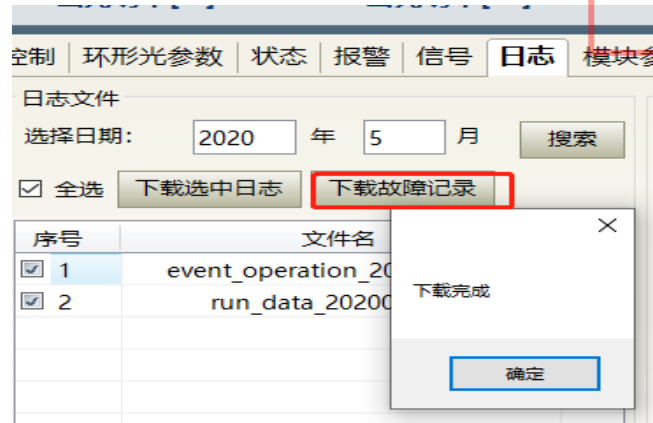 控制 环形光参数 状态 报警 信号 日志 模块参
日志文件
选择日期: 2020 年 5 月 搜索
全选 下载选中日志 下载故障记录
序号 文件名
1 event_operation_20
2 run_data_20200
下载完成
确定